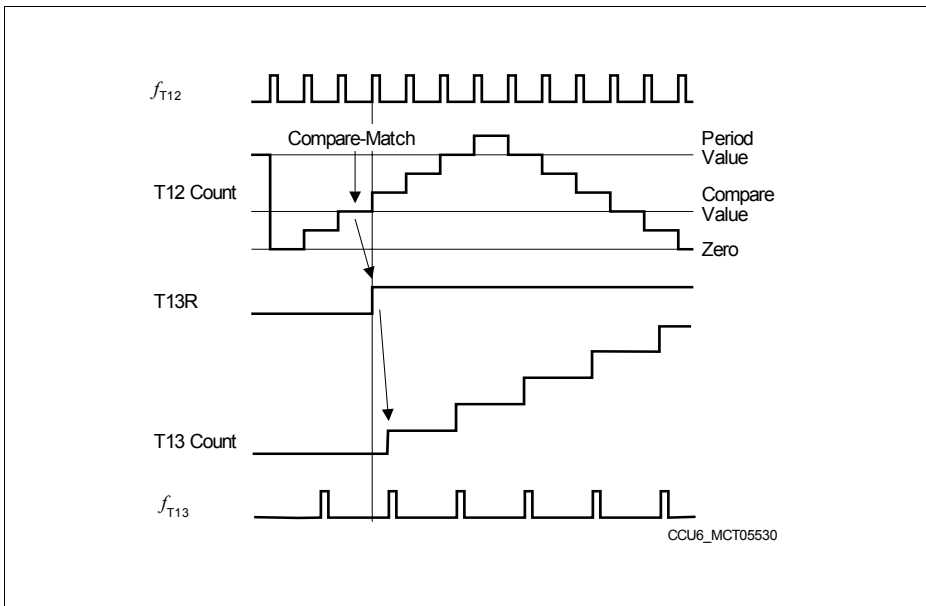 fT12
Compare-Match
Period
Value
T12 Count
Compare
Value
Zero
T13R
T13 Count
fT13
CCU6_MCT05530